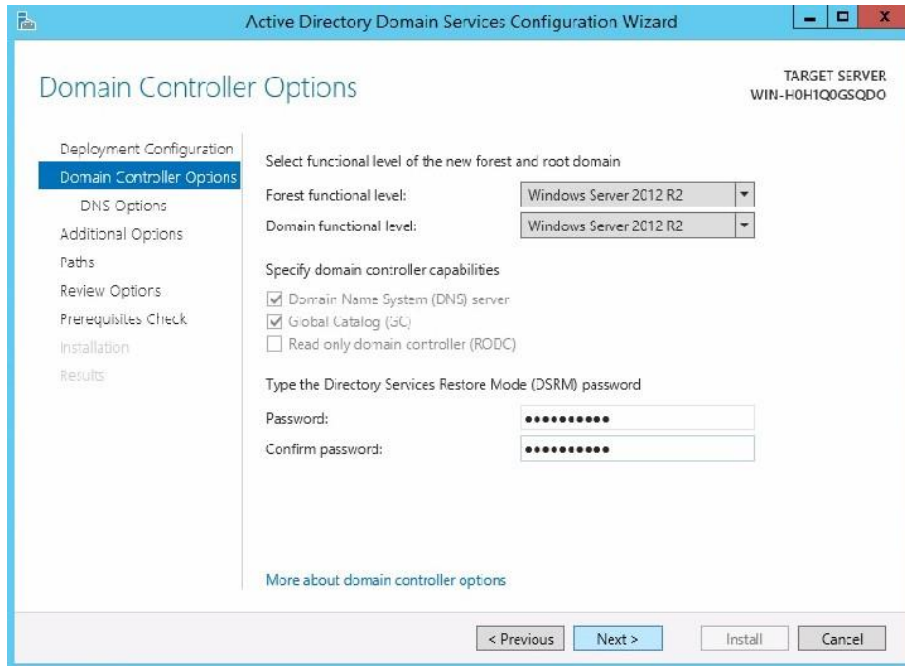 Active Directory Domain Services Configuration Wizard
Domain Controller Options
TARGET SERVER
WIN-H0H1Q0GSQDO
Deployment Configuration
Domain Controller Options
DNS Options
Additional Options
Paths
Review Options
Prerequisites Check
Installation
Results
Select functional level of the new forest and root domain
Forest functional level: Windows Server 2012 R2
Domain functional level: Windows Server 2012 R2
Specify domain controller capabilities
Domain Name System (DNS) server
Global Catalog (GC)
Read only domain controller (RODC)
Type the Directory Services Restore Mode (DSRM) password
Password: ••••••••••
Confirm password: ••••••••••
More about domain controller options
< Previous Next > Install Cancel